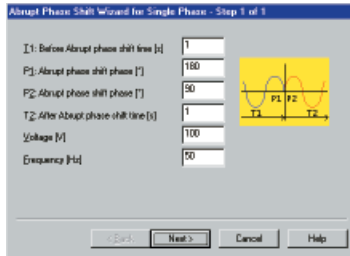 Abrupt Phase Shift Wizard for Single Phase - Step 1 of 1
T1: Before Abrupt phase shift time [s]
1
P1: Abrupt phase shift phase [°]
180
P2: Abrupt phase shift phase [°]
90
T2: After Abrupt phase shift time [s]
1
Voltage [V]
100
Frequency [Hz]
50
P1 P2
T1 T2
< Back
Next >
Cancel
Help